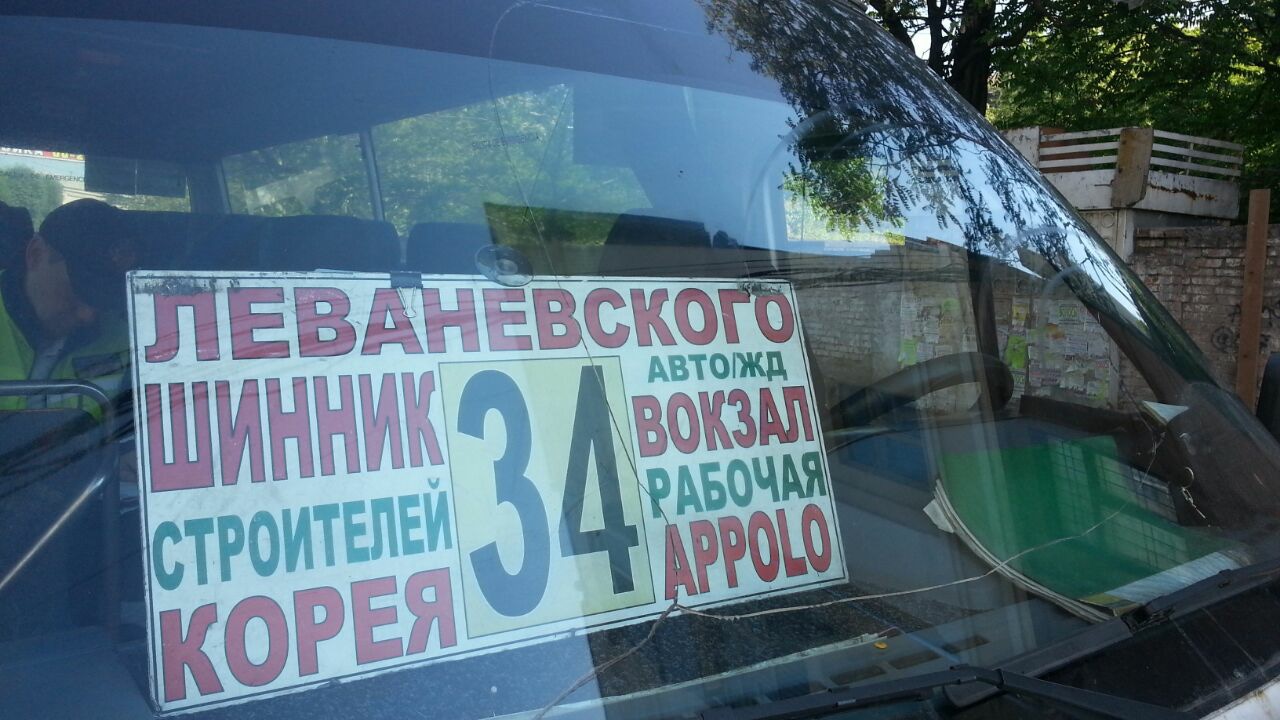 ЛЕВАНЕВСКОГО
ШИННИК
СТРОИТЕЛЕЙ
КОРЕЯ
34
АВТО/ЖД
ВОКЗАЛ
РАБОЧАЯ
APPOLO